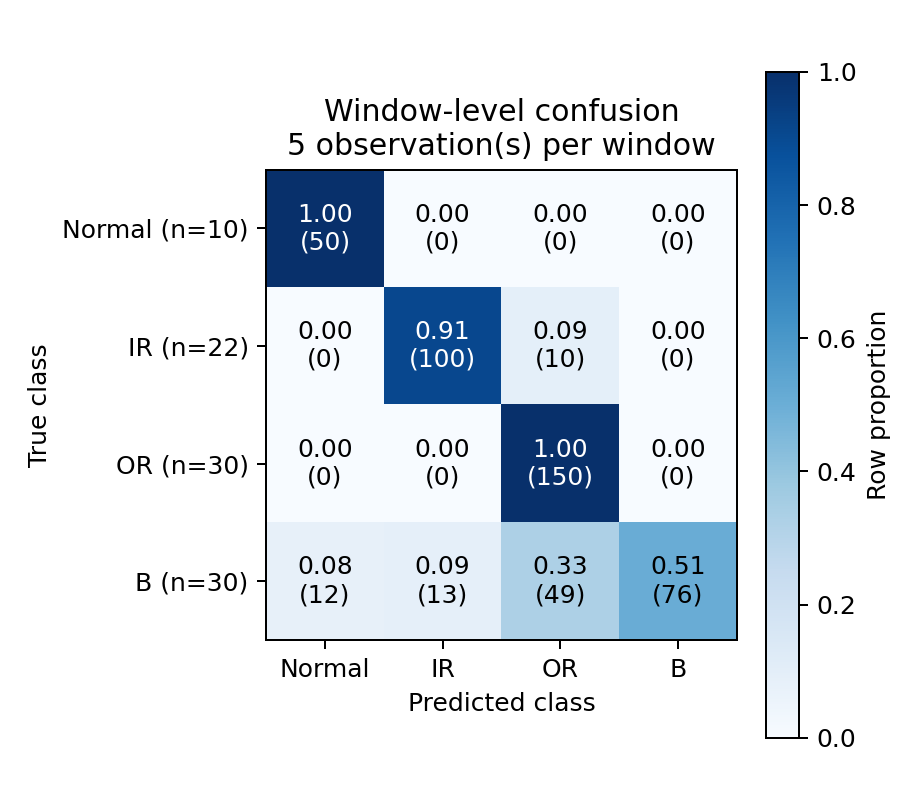 Window-level confusion
5 observation(s) per window
True class
Normal (n=10)
1.00 0.00 0.00 0.00
(50) (0) (0) (0)
IR (n=22)
0.00 0.91 0.09 0.00
(0) (100) (10) (0)
OR (n=30)
0.00 0.00 1.00 0.00
(0) (0) (150) (0)
B (n=30)
0.08 0.09 0.33 0.51
(12) (13) (49) (76)
Normal IR OR B
Predicted class
1.0
0.8
0.6
0.4
0.2
0.0
Row proportion